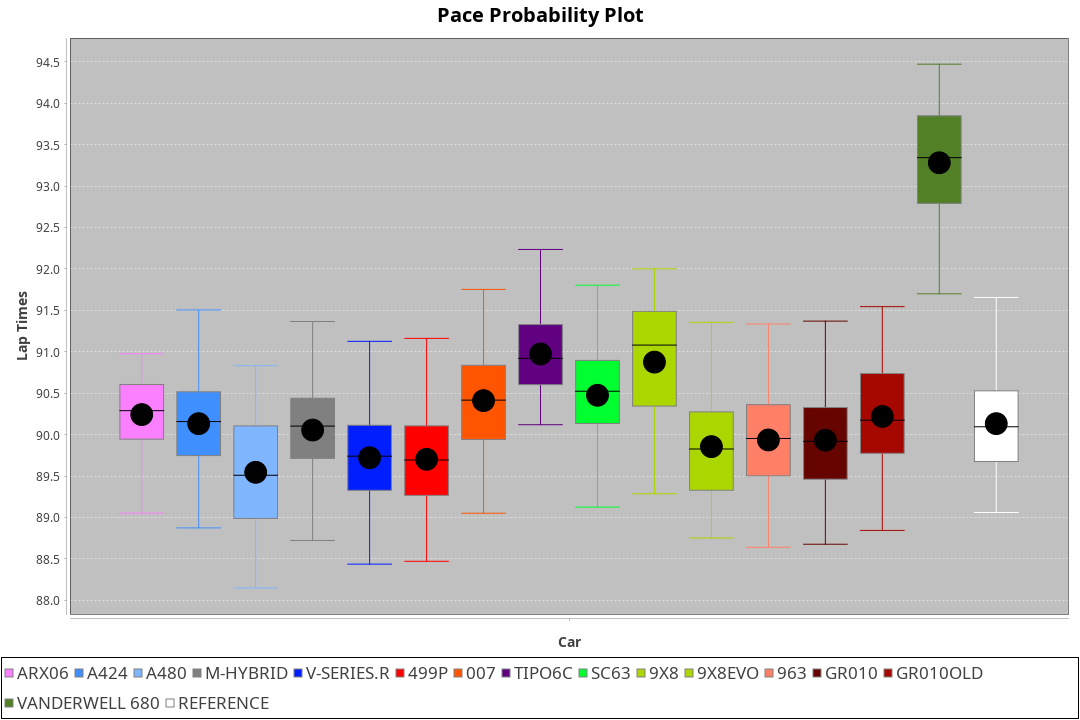 Pace Probability Plot
94.5
94.0
93.5
93.0
92.5
92.0
91.5
91.0
90.5
90.0
89.5
89.0
88.5
88.0
Lap Times
Car
ARX06 A424 A480 M-HYBRID V-SERIES.R 499P 007 TIPO6C SC63 9X8 9X8EVO 963 GR010 GR010OLD
VANDERWELL 680 REFERENCE